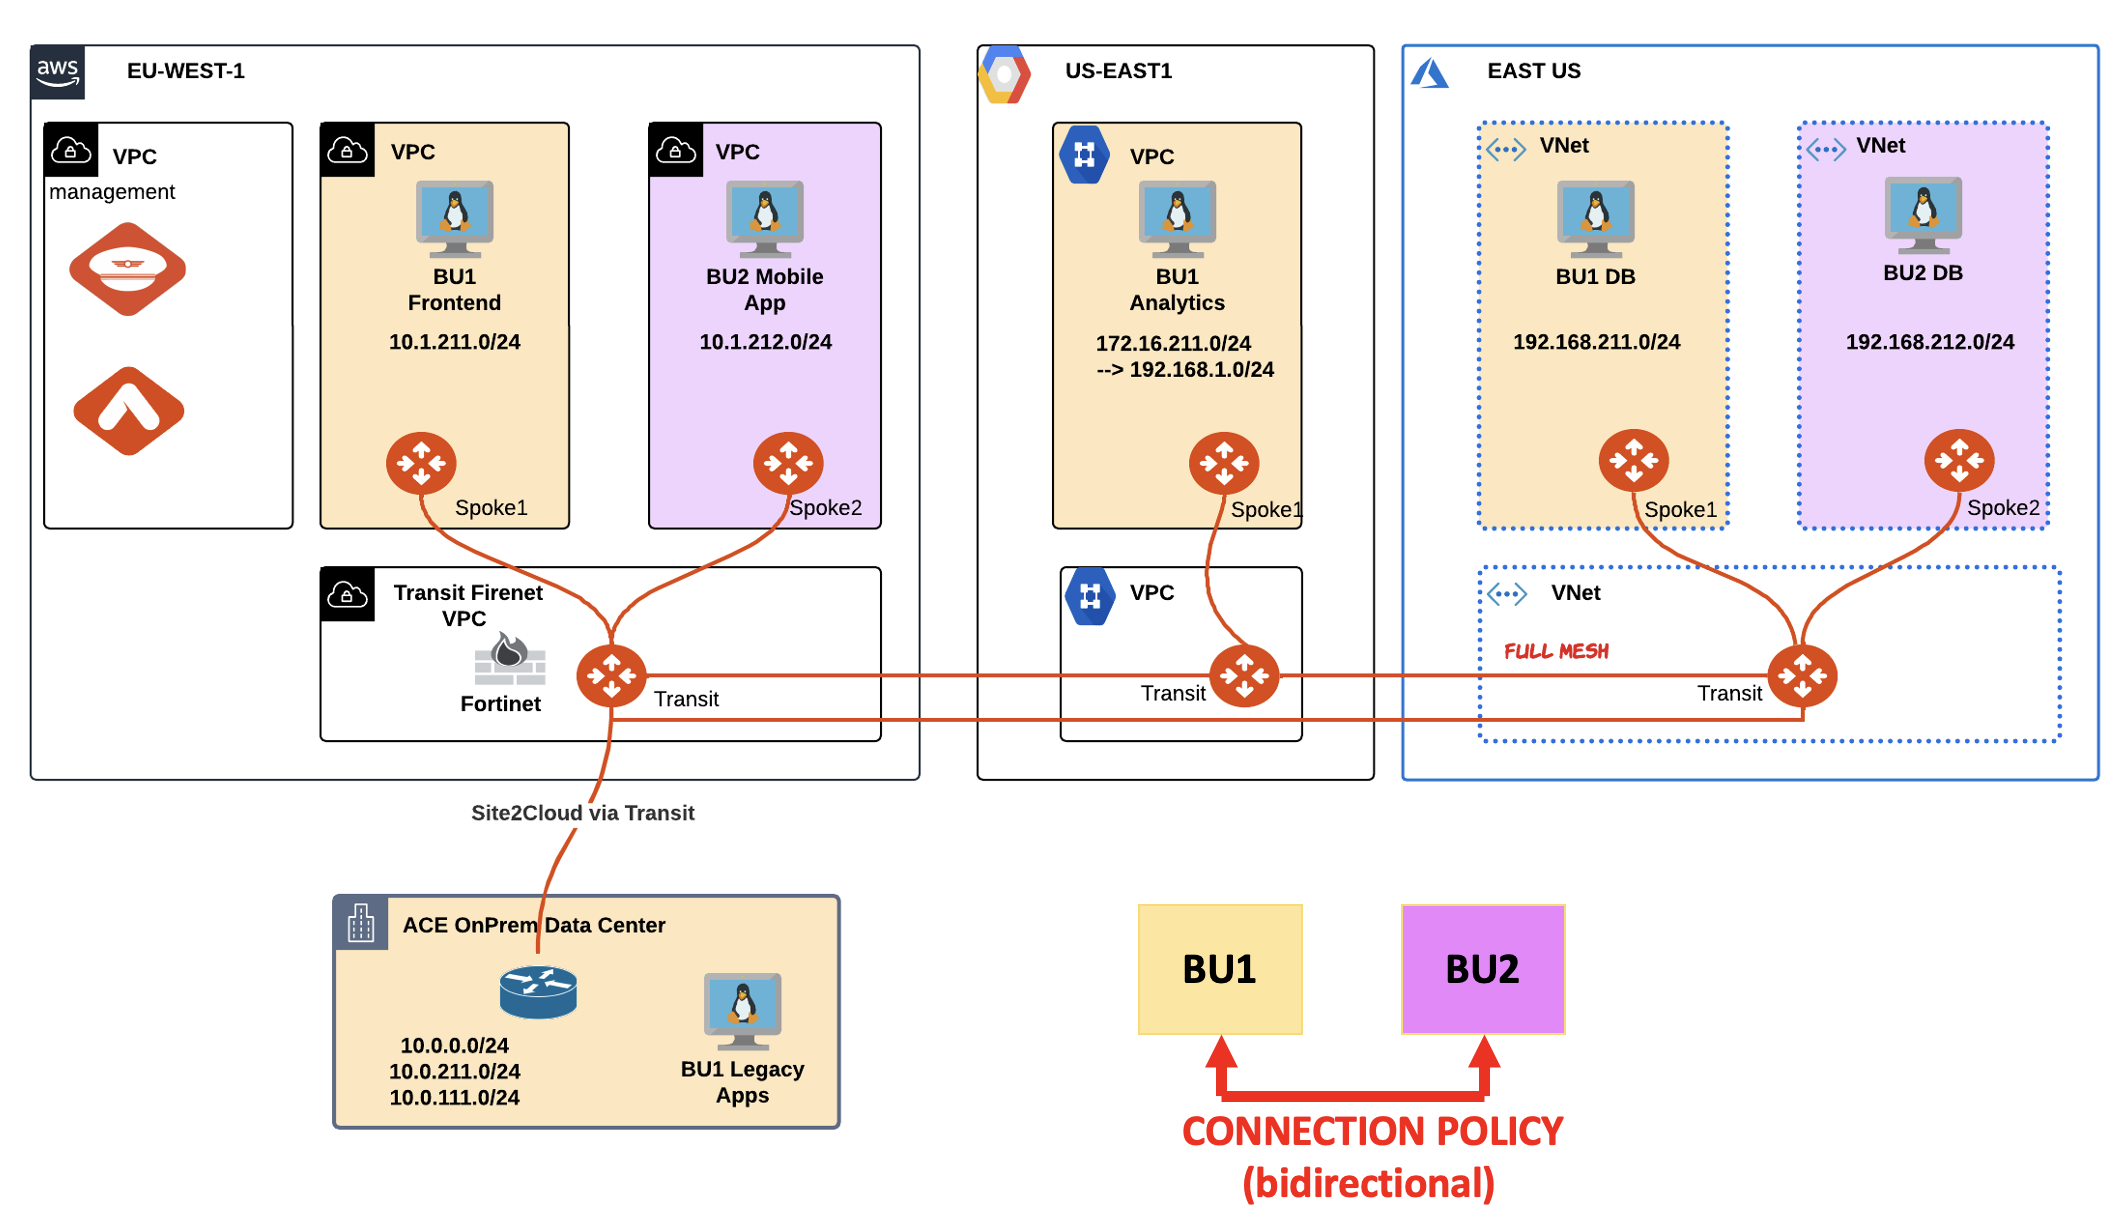 aws
EU-WEST-1
VPC
management
VPC
BU1
Frontend
10.1.211.0/24
Spoke1
VPC
BU2 Mobile
App
10.1.212.0/24
Spoke2
Transit Firenet
VPC
Fortinet
Transit
US-EAST1
VPC
BU1
Analytics
172.16.211.0/24
--> 192.168.1.0/24
Spoke1
VPC
Transit
EAST US
VNet
BU1 DB
192.168.211.0/24
Spoke1
VNet
BU2 DB
192.168.212.0/24
Spoke2
VNet
FULL MESH
Transit
Site2Cloud via Transit
ACE OnPrem Data Center
10.0.0.0/24
10.0.211.0/24
10.0.111.0/24
BU1 Legacy
Apps
BU1
BU2
CONNECTION POLICY
(bidirectional)